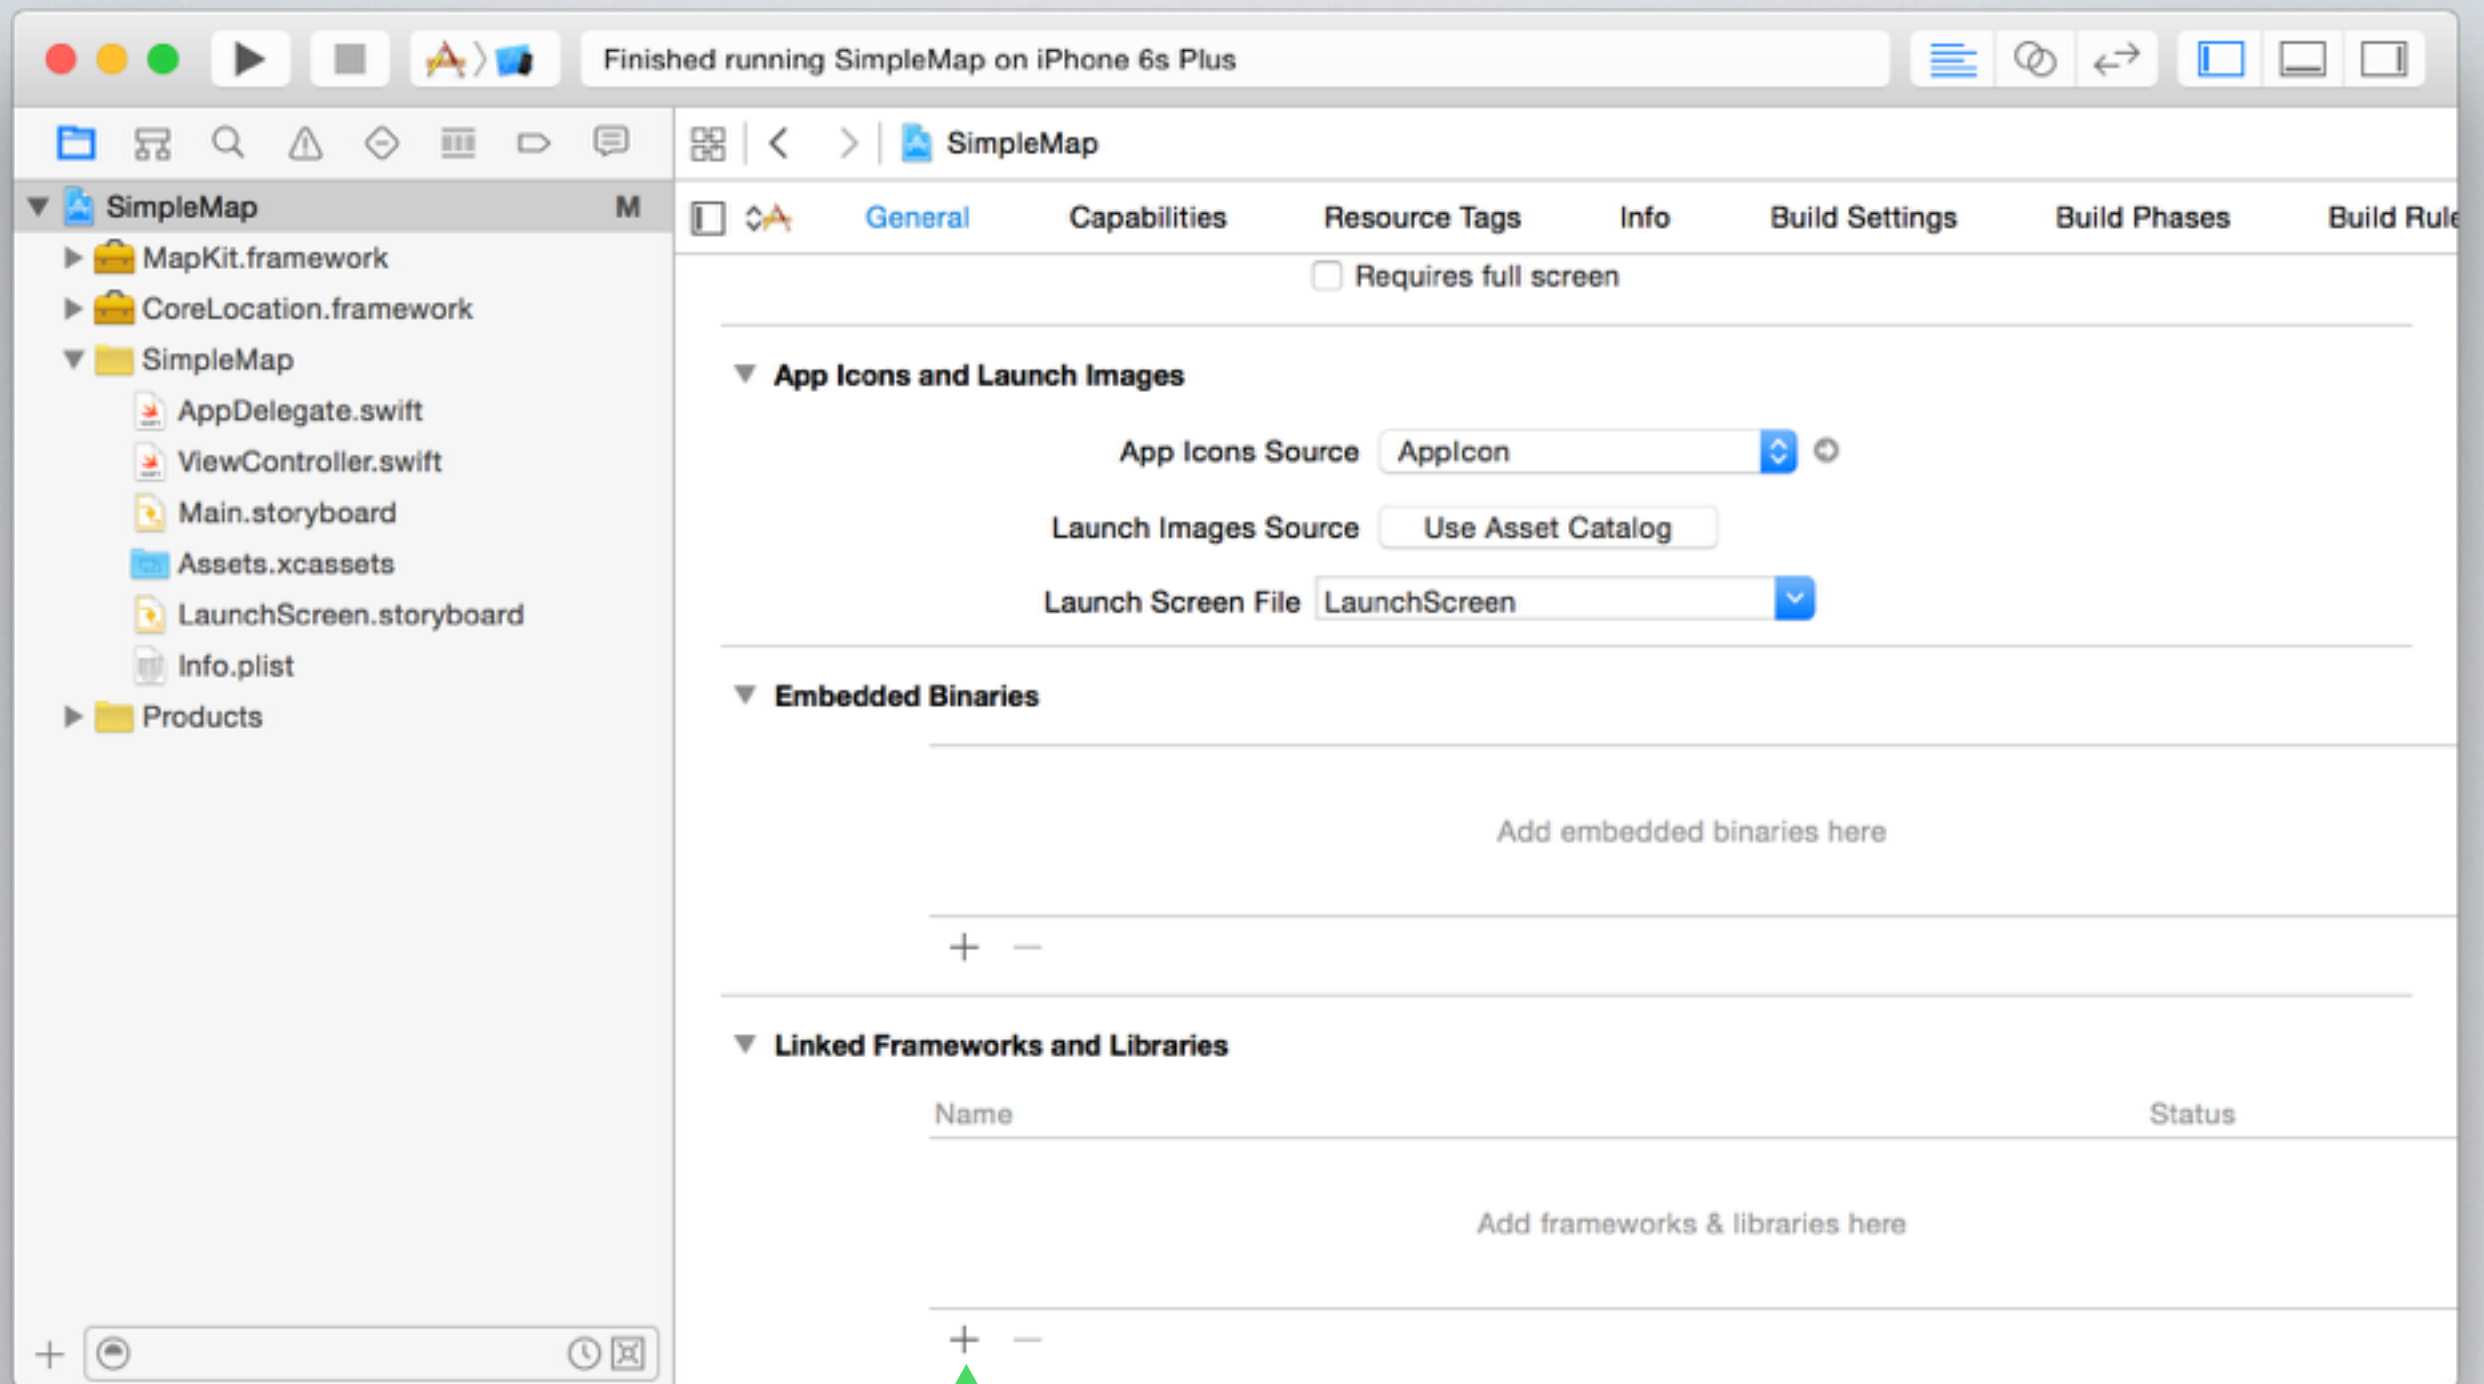 Finished running SimpleMap on iPhone 6s Plus
SimpleMap
SimpleMap M
General Capabilities Resource Tags Info Build Settings Build Phases Build Rule
MapKit.framework
CoreLocation.framework
SimpleMap
AppDelegate.swift
ViewController.swift
Main.storyboard
Assets.xcassets
LaunchScreen.storyboard
Info.plist
Products
Requires full screen
App Icons and Launch Images
App Icons Source AppIcon
Launch Images Source Use Asset Catalog
Launch Screen File LaunchScreen
Embedded Binaries
Add embedded binaries here
Linked Frameworks and Libraries
Name Status
Add frameworks & libraries here